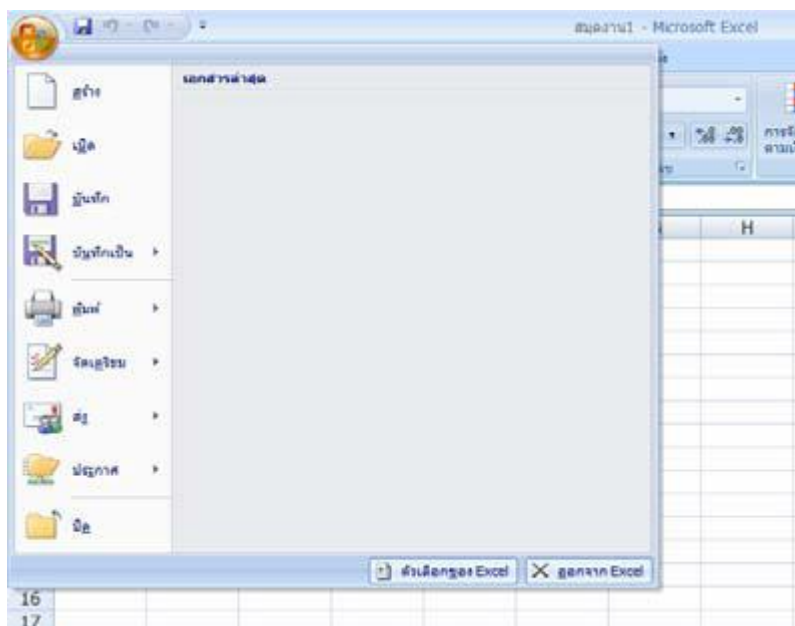 สมุดงาน1 - Microsoft Excel
เอกสารล่าสุด
สร้าง
เปิด
บันทึก
บันทึกเป็น
พิมพ์
จัดเตรียม
ส่ง
ประกาศ
ปิด
ตัวเลือกของ Excel
ออกจาก Excel
H
16
17